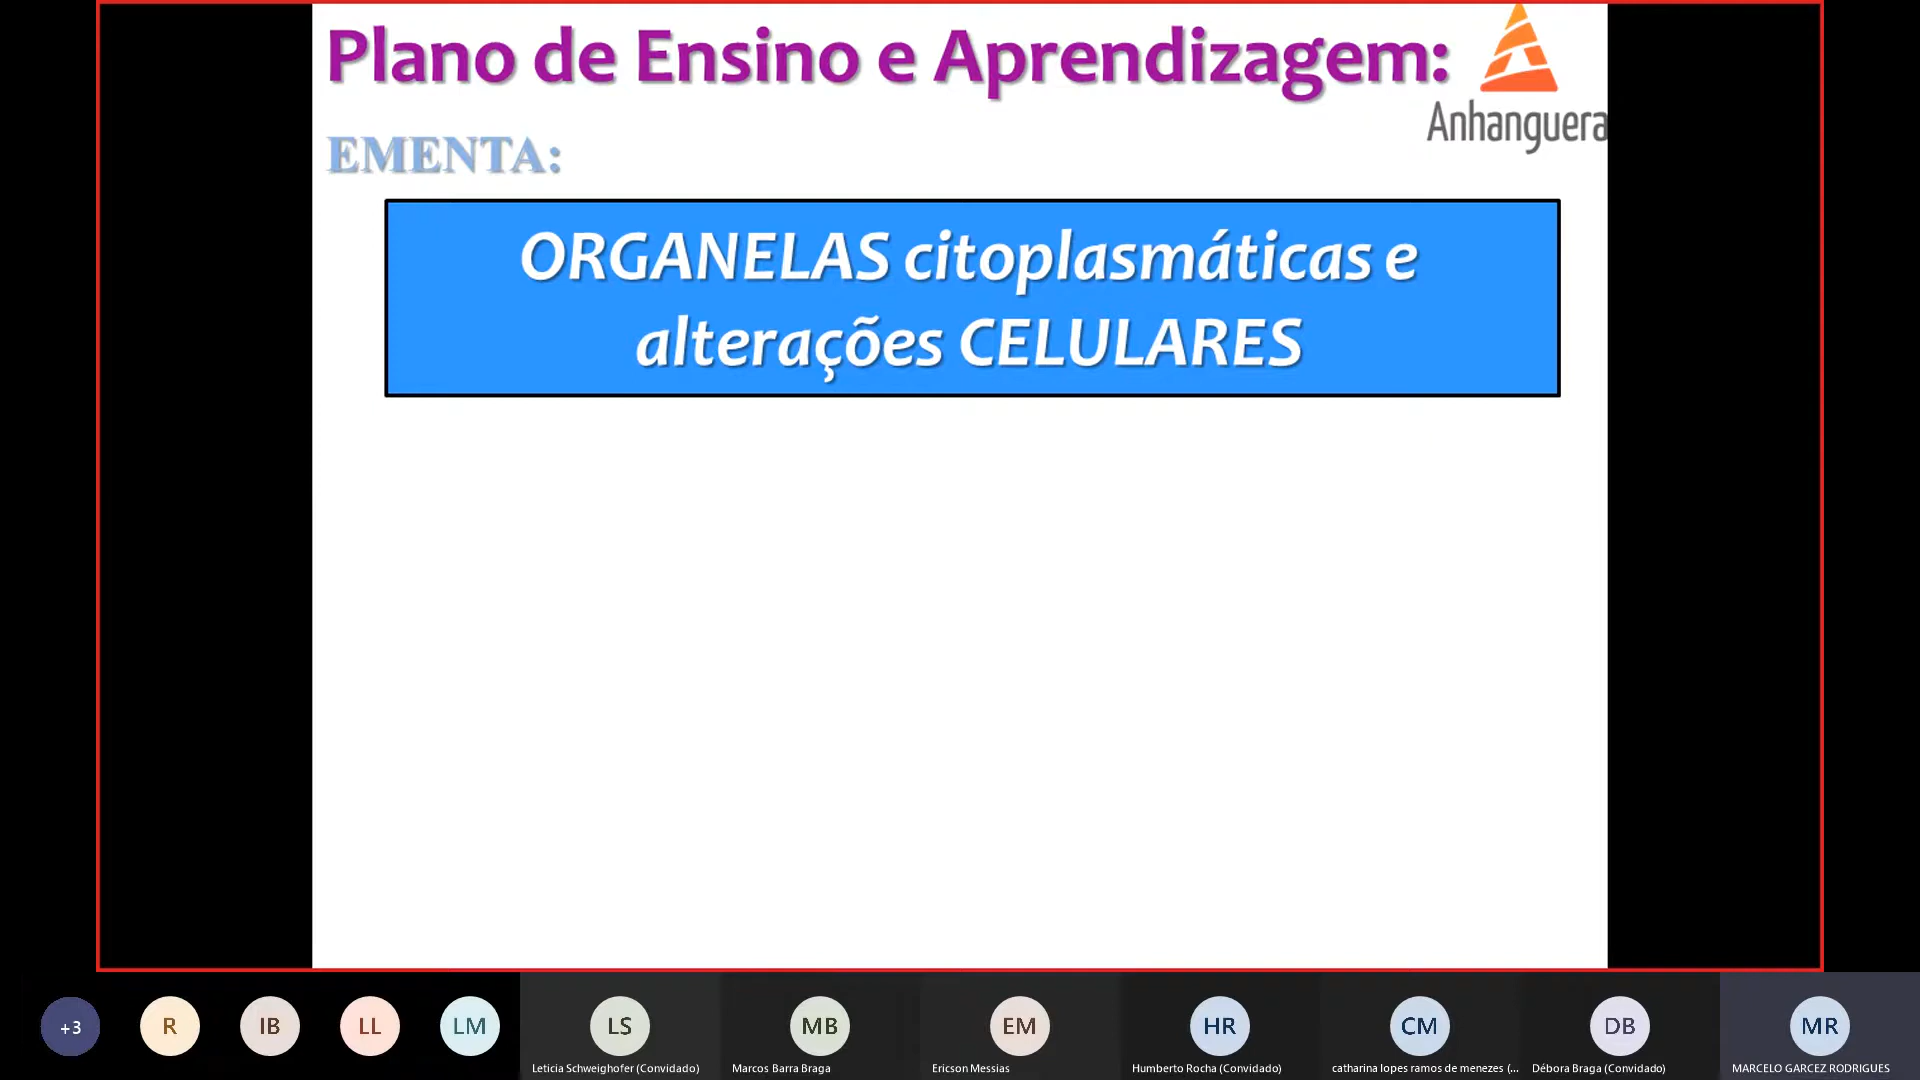 Plano de Ensino e Aprendizagem:
Anhanguera
EMENTA:
ORGANELAS citoplasmáticas e
alterações CELULARES
+3
R
IB
LL
LM
LS
MB
EM
HR
CM
DB
MR
Leticia Schweighofer (Convidado)
Marcos Barra Braga
Ericson Messias
Humberto Rocha (Convidado)
catharina lopes ramos de menezes (...
Débora Braga (Convidado)
MARCELO GARCEZ RODRIGUES